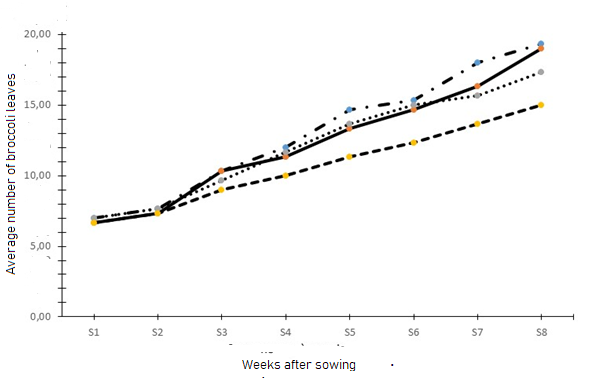 20,00
15,00
10,00
5,00
0,00
Average number of broccoli leaves
S1 S2 S3 S4 S5 S6 S7 S8
Weeks after sowing